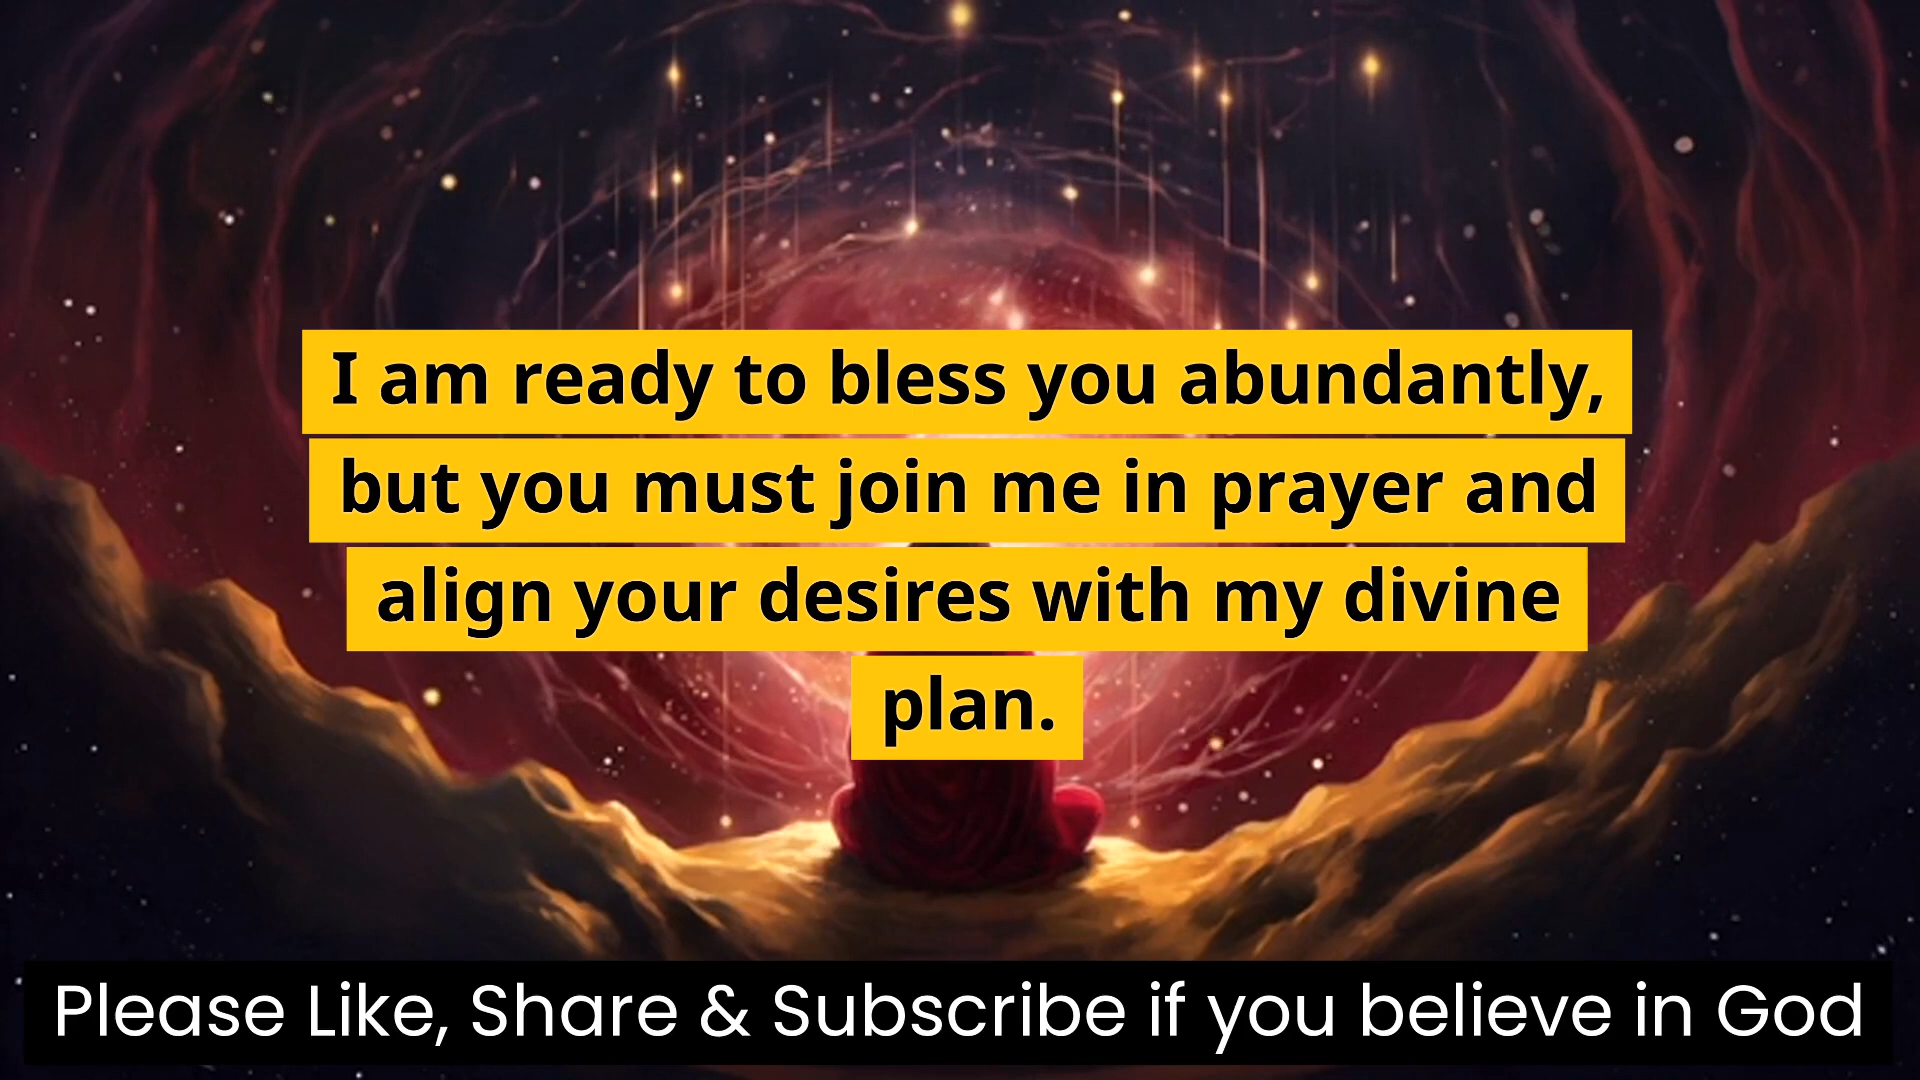 I am ready to bless you abundantly,
but you must join me in prayer and
align your desires with my divine
plan.
Please Like, Share & Subscribe if you believe in God